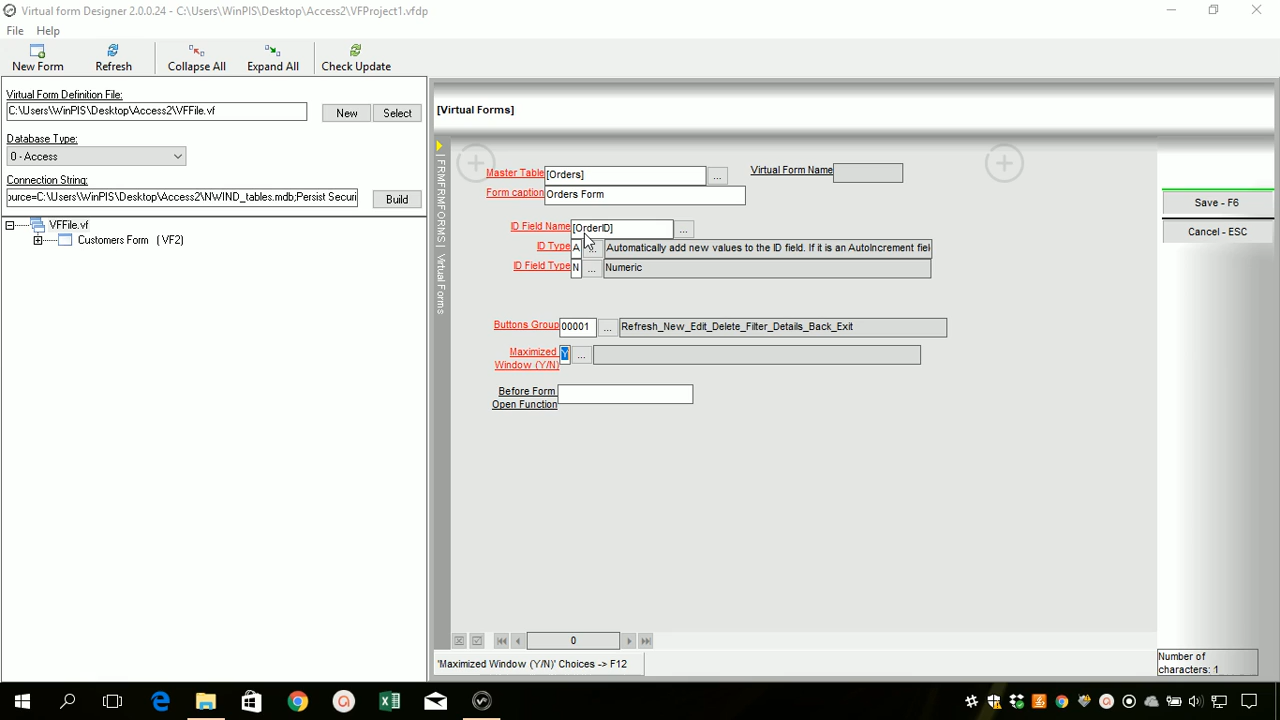 Virtual form Designer 2.0.0.24 - C:\Users\WinPIS\Desktop\Access2\VFProject1.vfdp
File Help
New Form Refresh Collapse All Expand All Check Update
Virtual Form Definition File:
C:\Users\WinPIS\Desktop\Access2\VFFile.vf
New Select
Database Type:
0 - Access
Connection String:
ource=C:\Users\WinPIS\Desktop\Access2\NWIND_tables.mdb;Persist Securi
Build
VFFile.vf
Customers Form ( VF2)
[Virtual Forms]
| FRMFRMFORMS | Virtual Forms
Master Table [Orders] ... Virtual Form Name
Form caption Orders Form
ID Field Name [OrderID] ...
ID Type A ... Automatically add new values to the ID field. If it is an AutoIncrement fiel
ID Field Type N ... Numeric
Buttons Group 00001 ... Refresh_New_Edit_Delete_Filter_Details_Back_Exit
Maximized
Window (Y/N) Y ...
Before Form
Open Function
Save - F6
Cancel - ESC
0
'Maximized Window (Y/N)' Choices -> F12
Number of
characters: 1